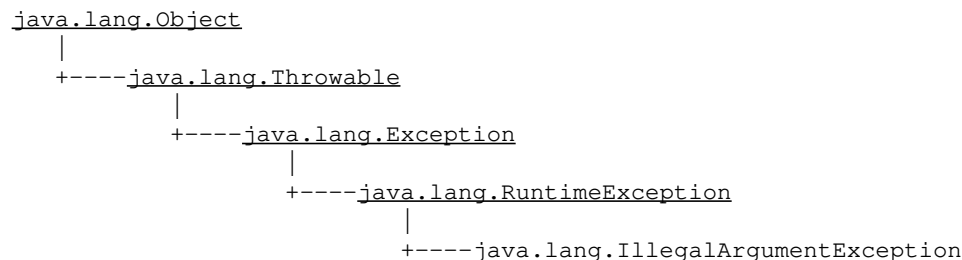 java.lang.Object
   |
   +----java.lang.Throwable
           |
           +----java.lang.Exception
                   |
                   +----java.lang.RuntimeException
                           |
                           +----java.lang.IllegalArgumentException